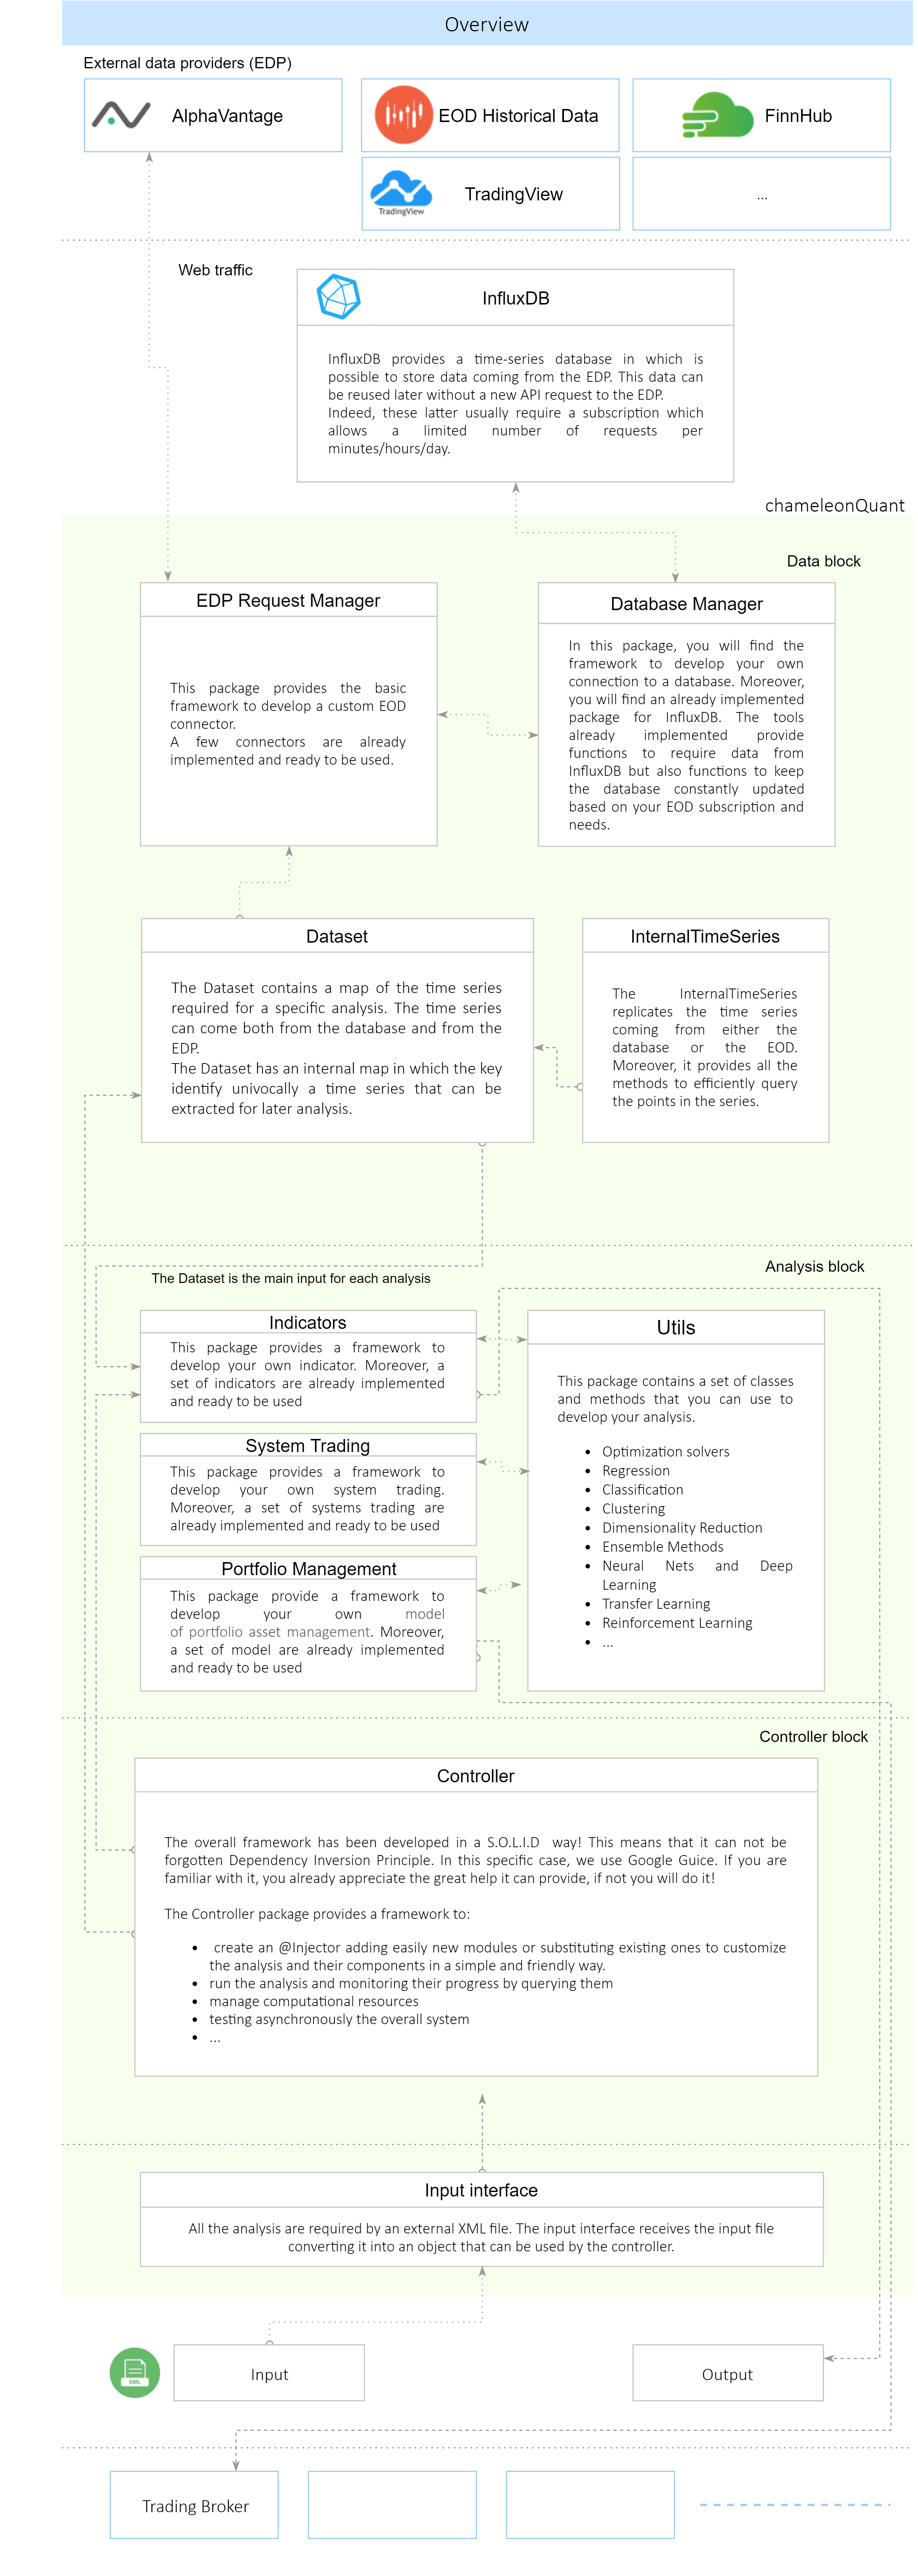 Overview
External data providers (EDP)
AlphaVantage
EOD Historical Data
FinnHub
TradingView
TradingView
...
Web traffic
InfluxDB
InfluxDB provides a time-series database in which is
possible to store data coming from the EDP. This data can
be reused later without a new API request to the EDP.
Indeed, these latter usually require a subscription which
allows a limited number of requests per
minutes/hours/day.
chameleonQuant
Data block
EDP Request Manager
This package provides the basic
framework to develop a custom EOD
connector.
A few connectors are already
implemented and ready to be used.
Database Manager
In this package, you will find the
framework to develop your own
connection to a database. Moreover,
you will find an already implemented
package for InfluxDB. The tools
already implemented provide
functions to require data from
InfluxDB but also functions to keep
the database constantly updated
based on your EOD subscription and
needs.
Dataset
The Dataset contains a map of the time series
required for a specific analysis. The time series
can come both from the database and from the
EDP.
The Dataset has an internal map in which the key
identify univocally a time series that can be
extracted for later analysis.
InternalTimeSeries
The InternalTimeSeries
replicates the time series
coming from either the
database or the EOD.
Moreover, it provides all the
methods to efficiently query
the points in the series.
Analysis block
The Dataset is the main input for each analysis
Indicators
This package provides a framework to
develop your own indicator. Moreover, a
set of indicators are already implemented
and ready to be used
System Trading
This package provides a framework to
develop your own system trading.
Moreover, a set of systems trading are
already implemented and ready to be used
Portfolio Management
This package provide a framework to
develop your own model
of portfolio asset management. Moreover,
a set of model are already implemented
and ready to be used
Utils
This package contains a set of classes
and methods that you can use to
develop your analysis.
• Optimization solvers
• Regression
• Classification
• Clustering
• Dimensionality Reduction
• Ensemble Methods
• Neural Nets and Deep
Learning
• Transfer Learning
• Reinforcement Learning
• ...
Controller block
Controller
The overall framework has been developed in a S.O.L.I.D way! This means that it can not be
forgotten Dependency Inversion Principle. In this specific case, we use Google Guice. If you are
familiar with it, you already appreciate the great help it can provide, if not you will do it!
The Controller package provides a framework to:
• create an @Injector adding easily new modules or substituting existing ones to customize
the analysis and their components in a simple and friendly way.
• run the analysis and monitoring their progress by querying them
• manage computational resources
• testing asynchronously the overall system
• ...
Input interface
All the analysis are required by an external XML file. The input interface receives the input file
converting it into an object that can be used by the controller.
XML
Input
Output
Trading Broker